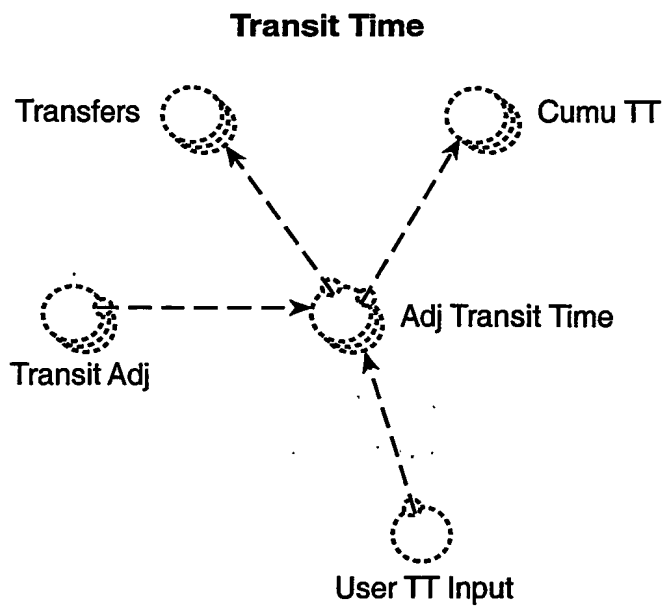 Transit Time
Transfers
Cumu TT
Adj Transit Time
Transit Adj
User TT Input